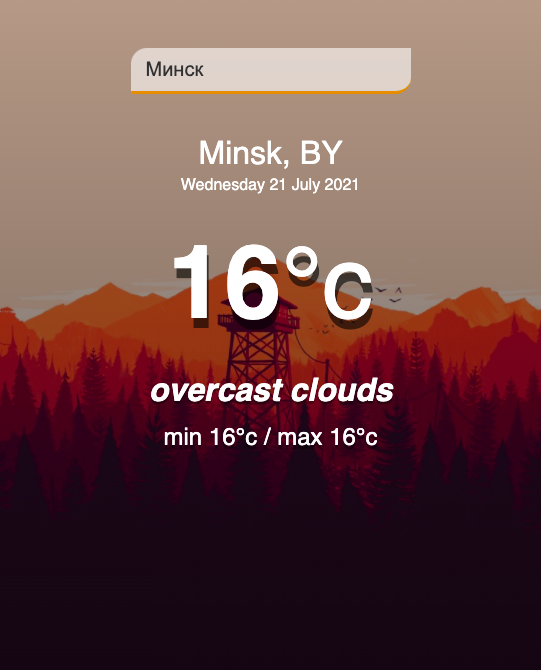 Минск
Minsk, BY
Wednesday 21 July 2021
16°c
overcast clouds
min 16°c / max 16°c